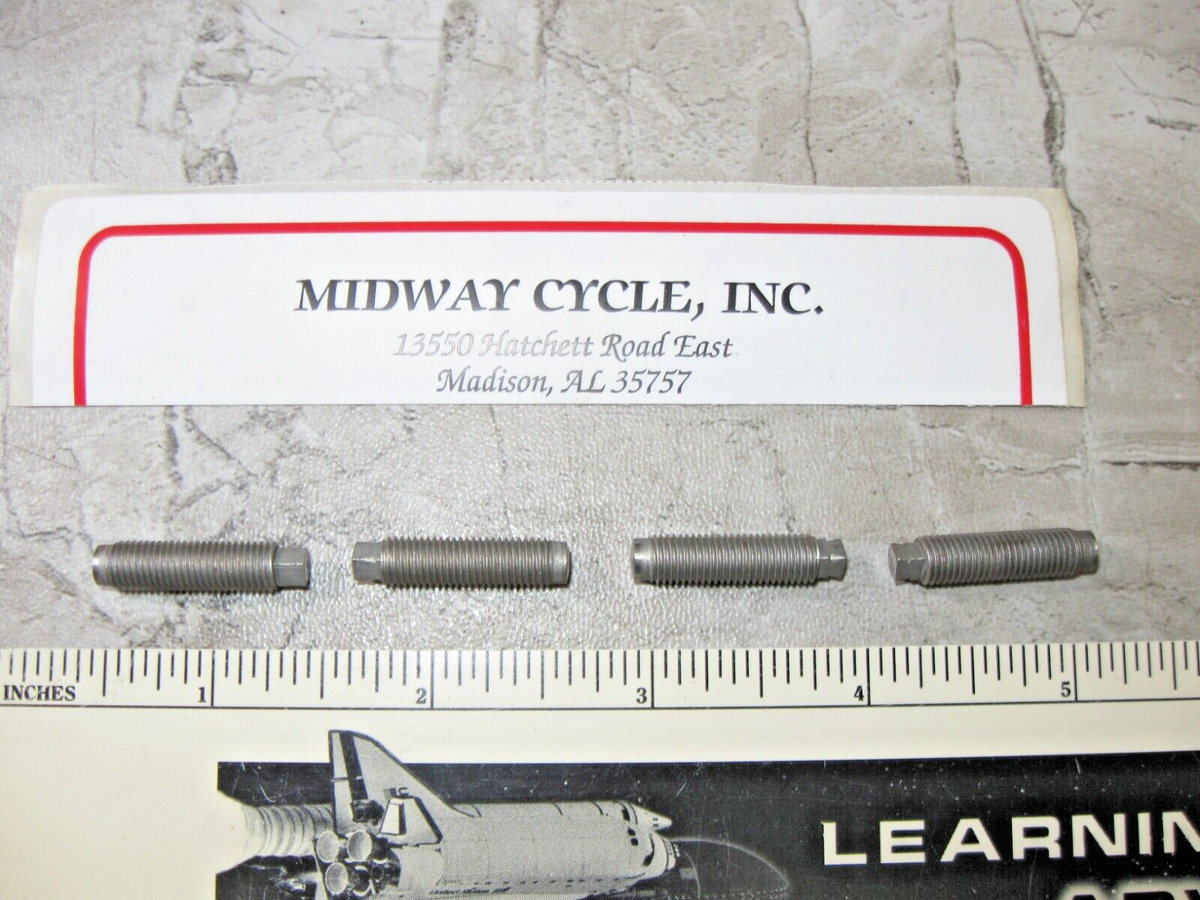 MIDWAY CYCLE, INC.
13550 Hatchett Road East
Madison, AL 35757
INCHES 1 2 3 4 5
LEARNIN